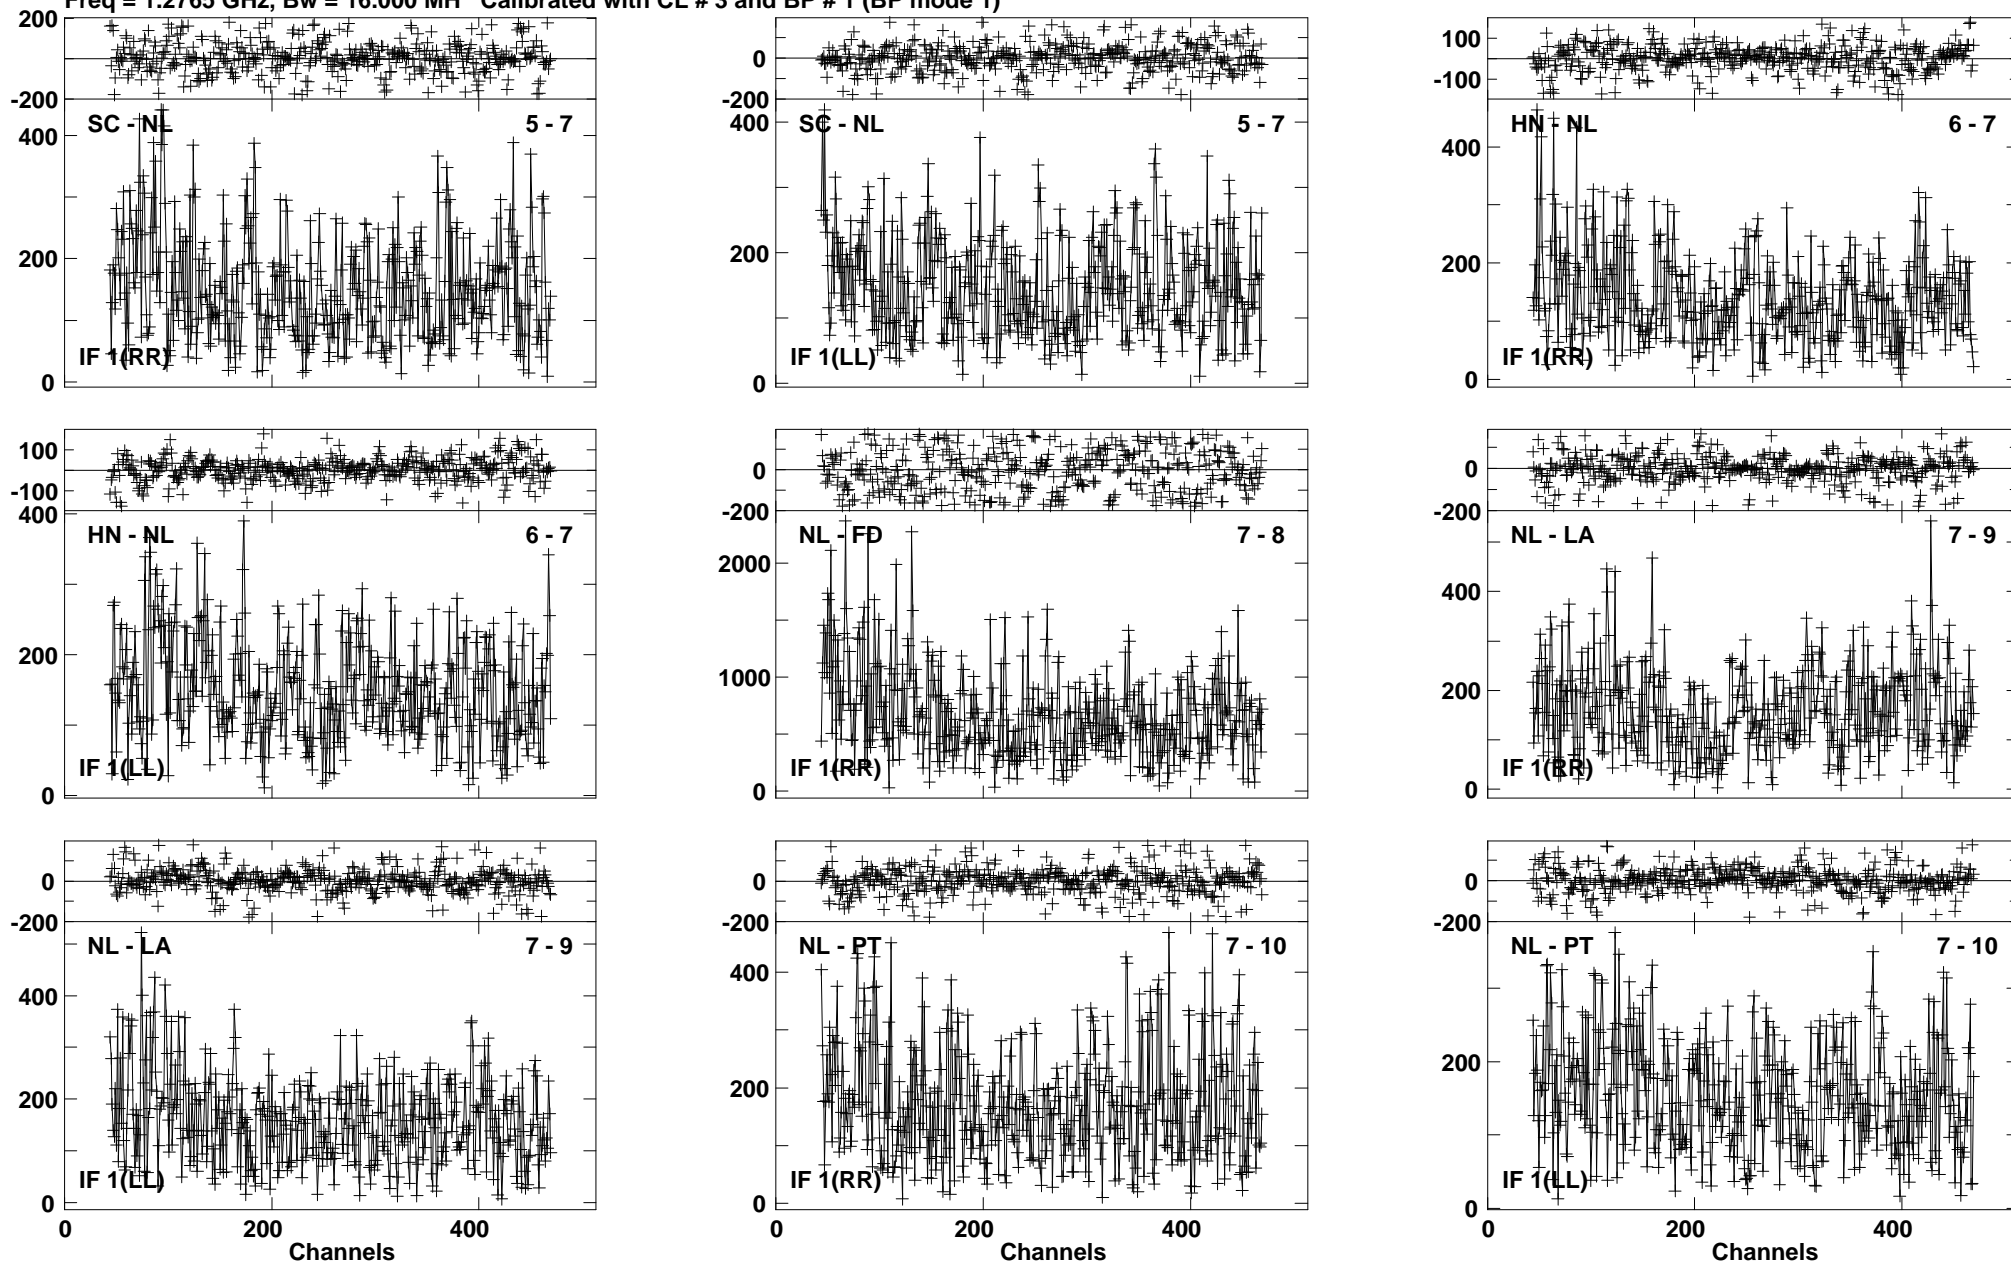 Freq = 1.2765 GHz, Bw = 16.000 MH Calibrated with CL # 3 and BP # 1 (BP mode 1)
200
-200
SC - NL 5 - 7
400
200
0
IF 1(RR)
0
-200
SC - NL 5 - 7
400
200
0
IF 1(LL)
100
-100
HN - NL 6 - 7
400
200
0
IF 1(RR)
100
-100
400
HN - NL 6 - 7
200
0
IF 1(LL)
0
-200
NL - FD 7 - 8
2000
1000
0
IF 1(RR)
0
-200
NL - LA 7 - 9
400
200
0
IF 1(RR)
0
-200
NL - LA 7 - 9
400
200
0
IF 1(LL)
0 200 400
Channels
0
-200
NL - PT 7 - 10
400
200
0
IF 1(RR)
200 400
Channels
0
-200
NL - PT 7 - 10
200
0
IF 1(LL)
0 200 400
Channels